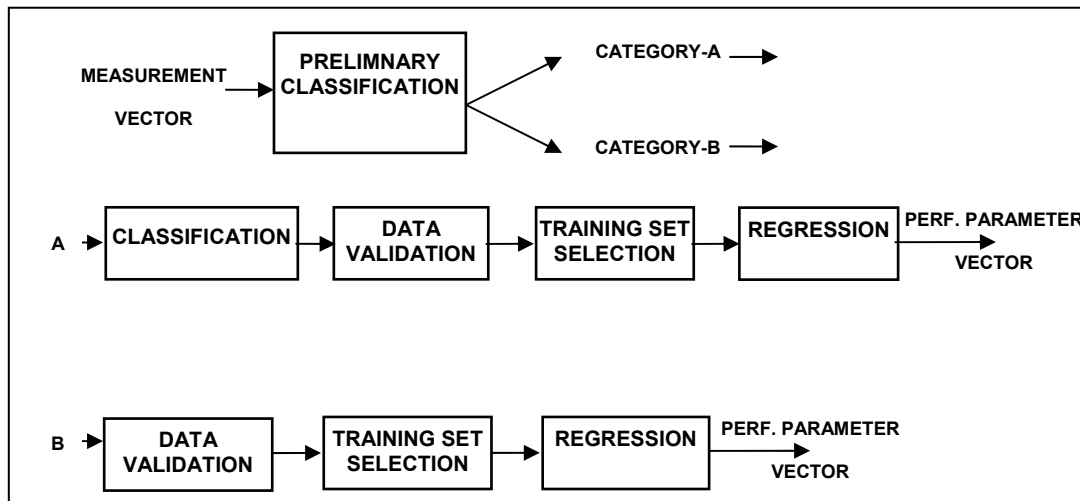 MEASUREMENT
VECTOR
PRELIMNARY
CLASSIFICATION
CATEGORY-A
CATEGORY-B
A
CLASSIFICATION
DATA
VALIDATION
TRAINING SET
SELECTION
REGRESSION
PERF. PARAMETER
VECTOR
B
DATA
VALIDATION
TRAINING SET
SELECTION
REGRESSION
PERF. PARAMETER
VECTOR